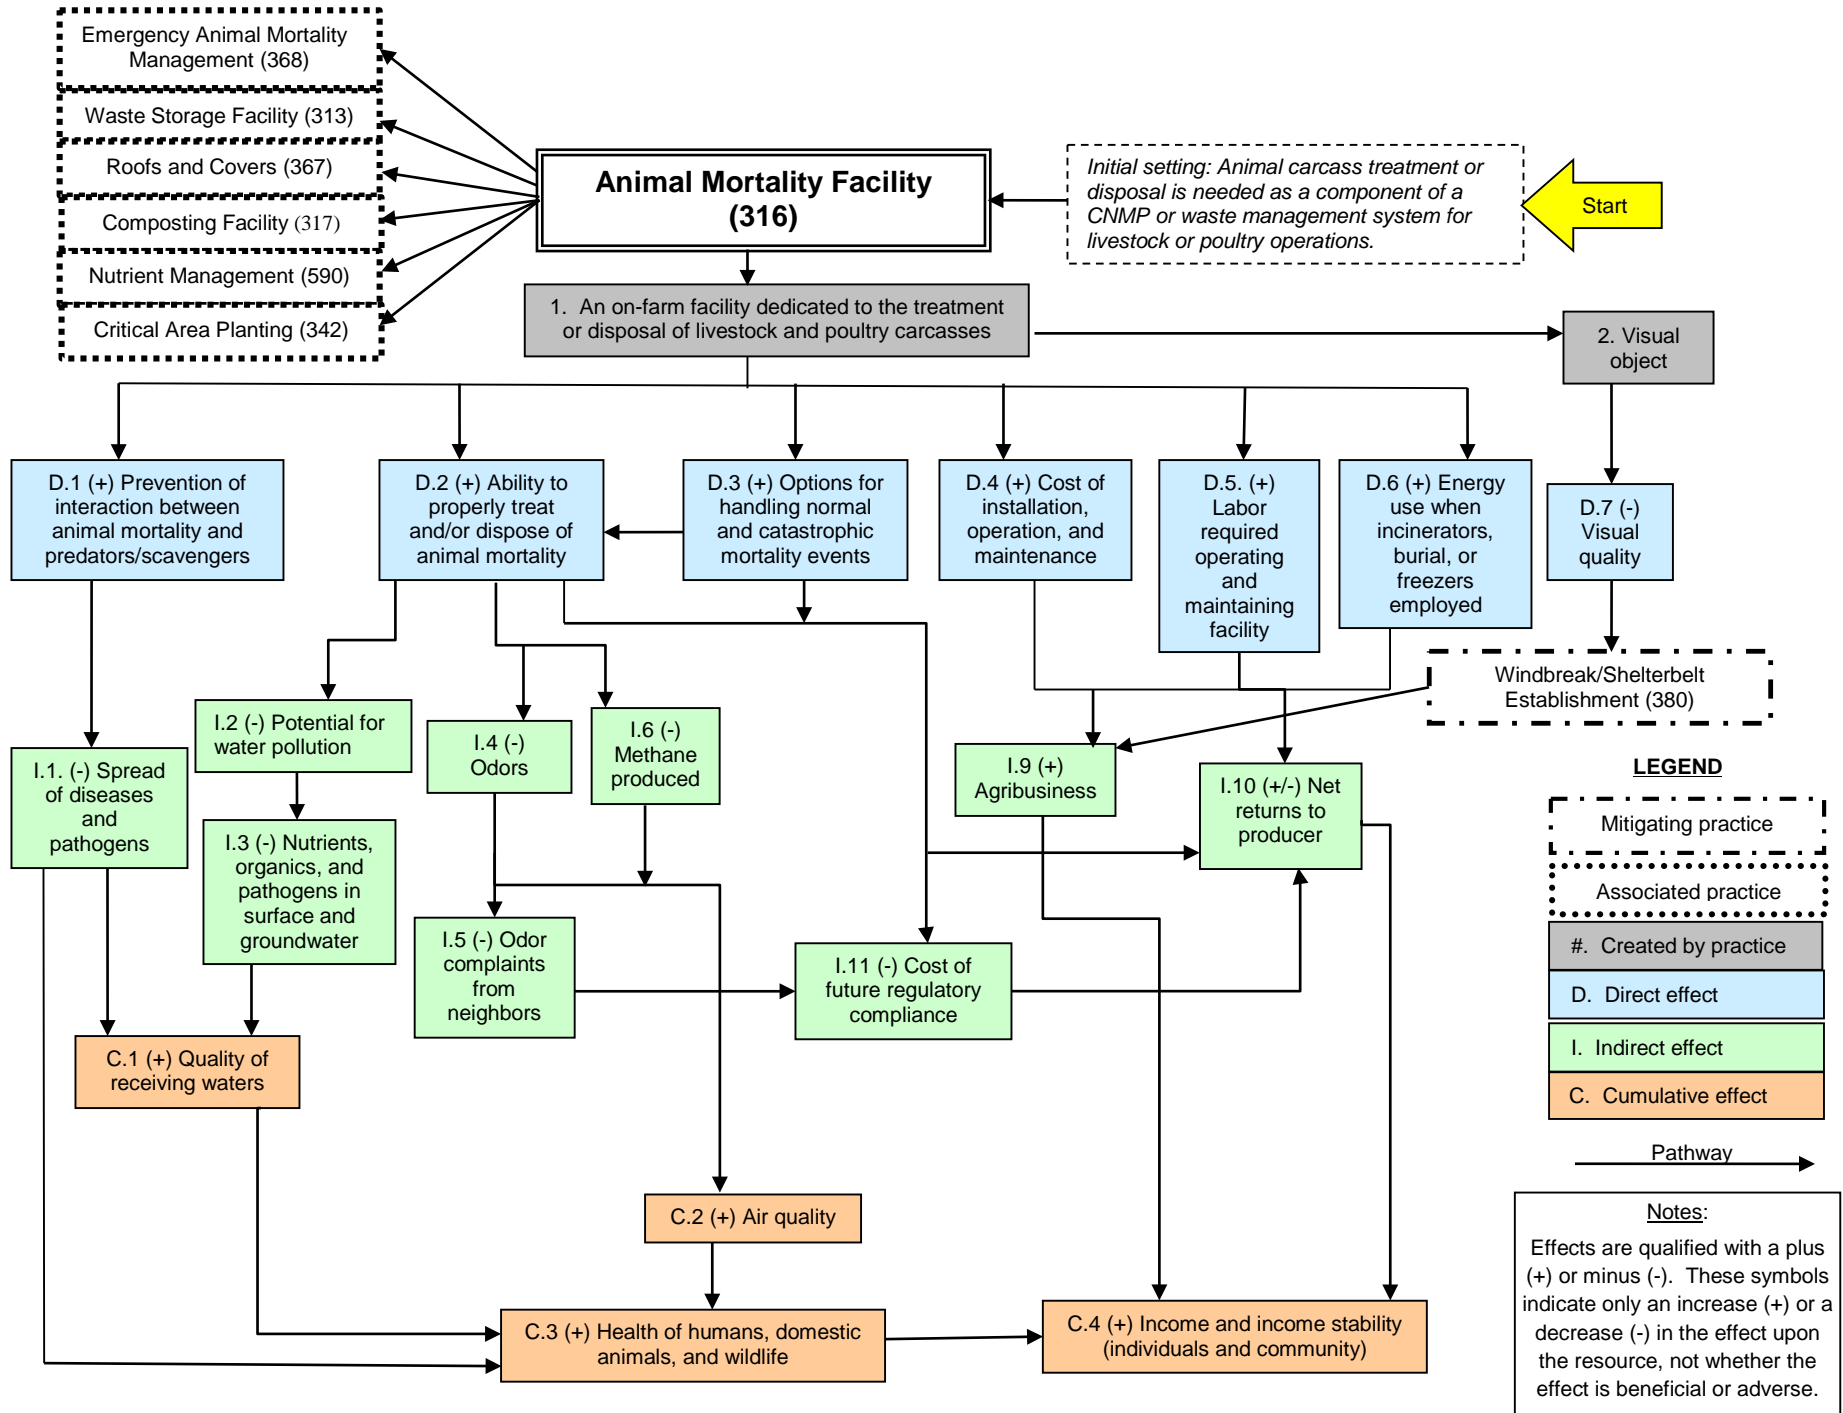 Emergency Animal Mortality
Management (368)
Waste Storage Facility (313)
Roofs and Covers (367)
Composting Facility (317)
Nutrient Management (590)
Critical Area Planting (342)
Animal Mortality Facility
(316)
Initial setting: Animal carcass treatment or
disposal is needed as a component of a
CNMP or waste management system for
livestock or poultry operations.
Start
1. An on-farm facility dedicated to the treatment
or disposal of livestock and poultry carcasses
2. Visual
object
D.1 (+) Prevention of
interaction between
animal mortality and
predators/scavengers
D.2 (+) Ability to
properly treat
and/or dispose of
animal mortality
D.3 (+) Options for
handling normal
and catastrophic
mortality events
D.4 (+) Cost of
installation,
operation, and
maintenance
D.5. (+)
Labor
required
operating
and
maintaining
facility
D.6 (+) Energy
use when
incinerators,
burial, or
freezers
employed
D.7 (-)
Visual
quality
Windbreak/Shelterbelt
Establishment (380)
I.1. (-) Spread
of diseases
and
pathogens
I.2 (-) Potential for
water pollution
I.3 (-) Nutrients,
organics, and
pathogens in
surface and
groundwater
I.4 (-)
Odors
I.6 (-)
Methane
produced
I.5 (-) Odor
complaints
from
neighbors
I.9 (+)
Agribusiness
I.10 (+/-) Net
returns to
producer
I.11 (-) Cost of
future regulatory
compliance
C.1 (+) Quality of
receiving waters
C.2 (+) Air quality
C.3 (+) Health of humans, domestic
animals, and wildlife
C.4 (+) Income and income stability
(individuals and community)
LEGEND
Mitigating practice
Associated practice
#. Created by practice
D. Direct effect
I. Indirect effect
C. Cumulative effect
Pathway
Notes:
Effects are qualified with a plus
(+) or minus (-). These symbols
indicate only an increase (+) or a
decrease (-) in the effect upon
the resource, not whether the
effect is beneficial or adverse.